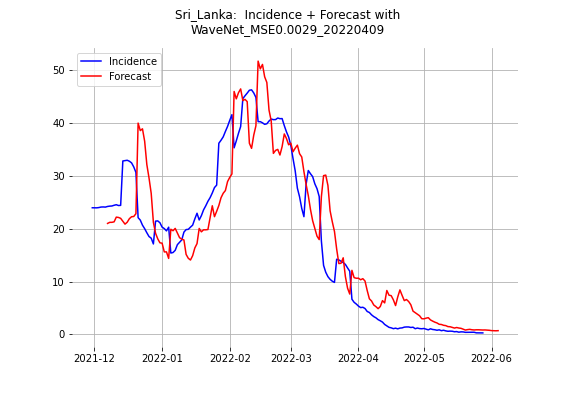 Sri_Lanka:  Incidence + Forecast with
WaveNet_MSE0.0029_20220409
Incidence
Forecast
50
40
30
20
10
0
2021-12 2022-01 2022-02 2022-03 2022-04 2022-05 2022-06